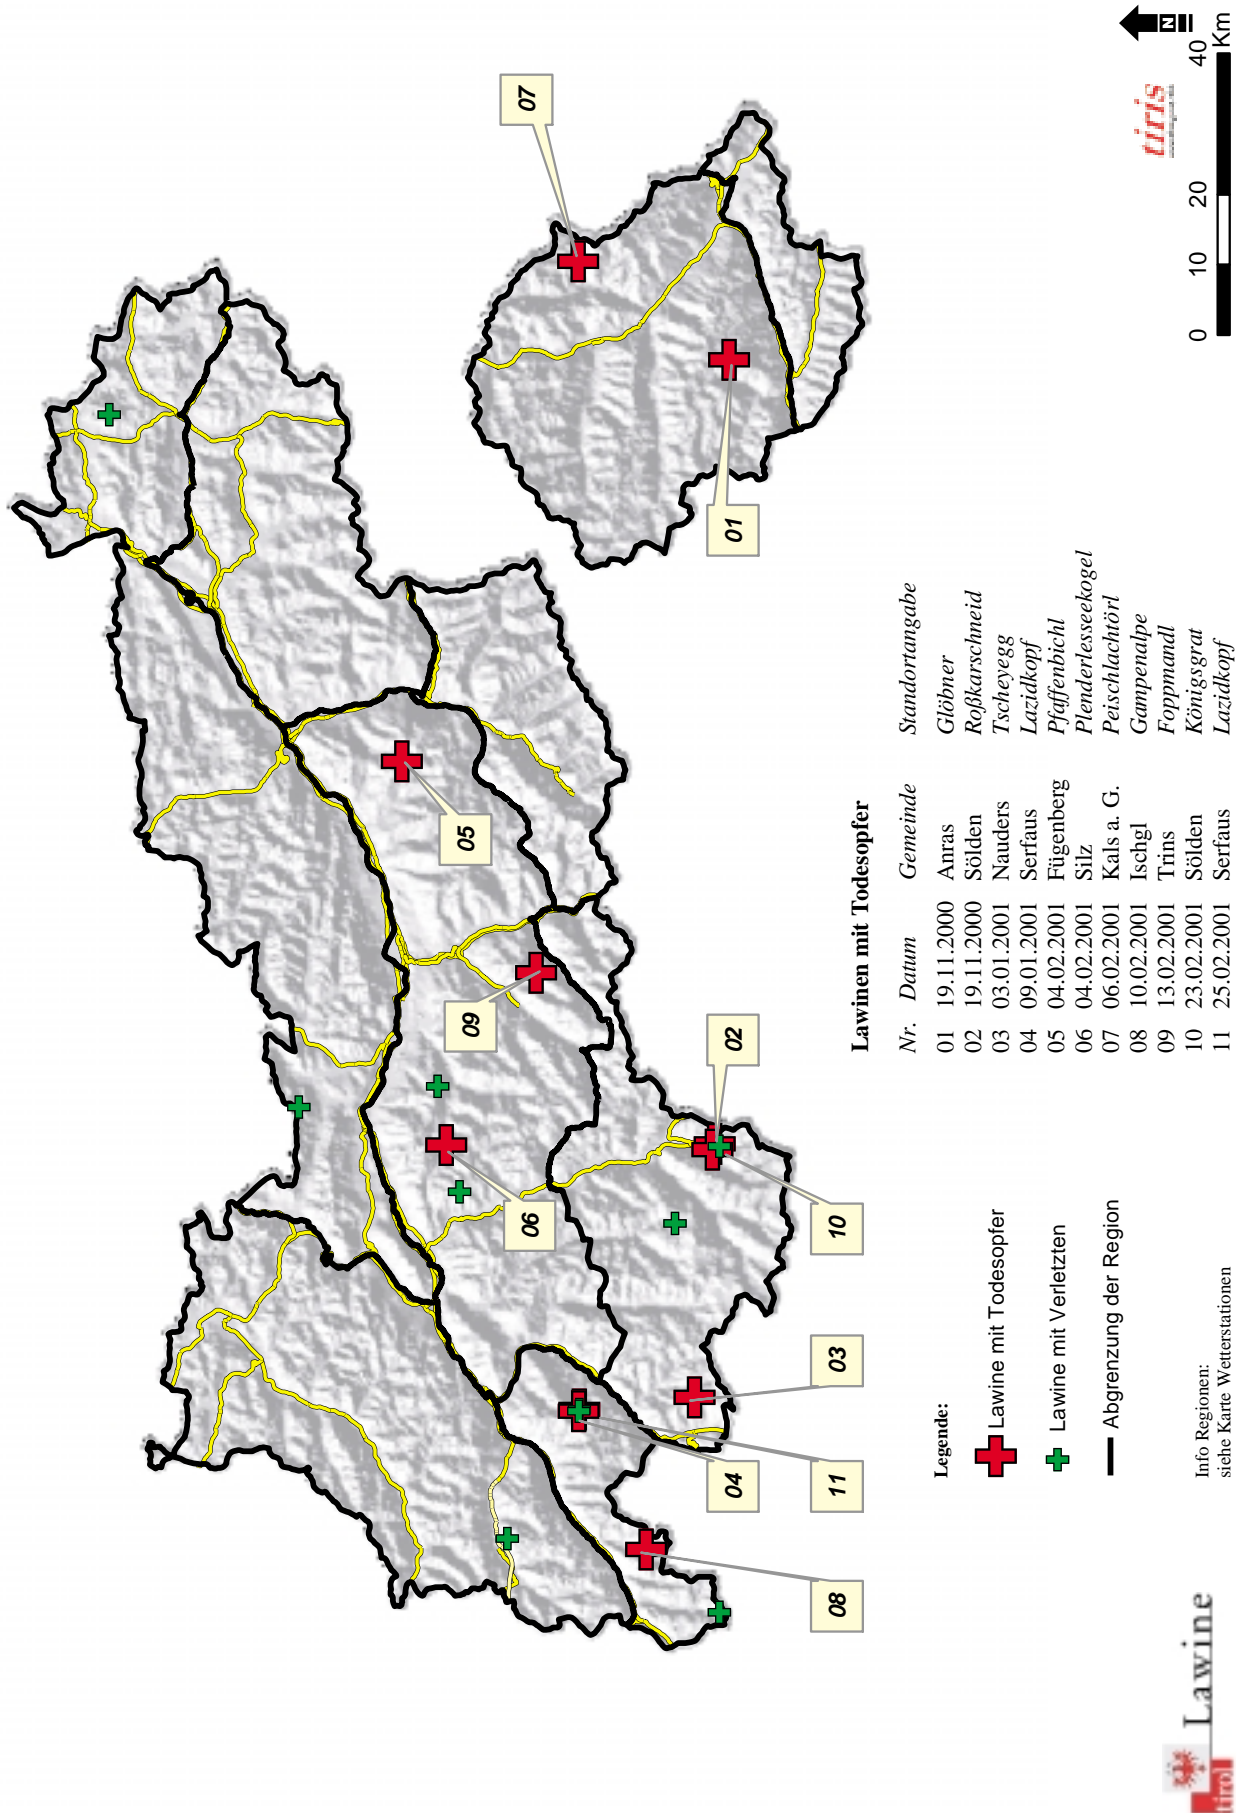 07
01
05
09
02
06
10
03
04
11
08
Lawinen mit Todesopfer
Nr. Datum Gemeinde Standortangabe
01 19.11.2000 Anras Glöbner
02 19.11.2000 Sölden Roßkarschneid
03 03.01.2001 Nauders Tscheyegg
04 09.01.2001 Serfaus Lazidkopf
05 04.02.2001 Fügenberg Pfaffenbichl
06 04.02.2001 Silz Plenderlesseekogel
07 06.02.2001 Kals a. G. Peischlachtörl
08 10.02.2001 Ischgl Gampenalpe
09 13.02.2001 Trins Foppmandl
10 23.02.2001 Sölden Königsgrat
11 25.02.2001 Serfaus Lazidkopf
Legende:
Lawine mit Todesopfer
Lawine mit Verletzten
Abgrenzung der Region
Info Regionen:
siehe Karte Wetterstationen
tirol
Lawine
tiris
N
0 10 20 40
Km